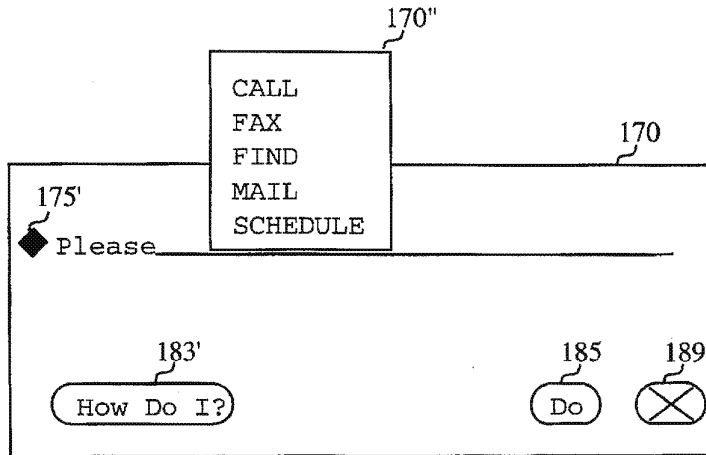 170"
CALL
FAX
FIND
MAIL
SCHEDULE
170
175'
Please
183'
185
189
How Do I?
Do